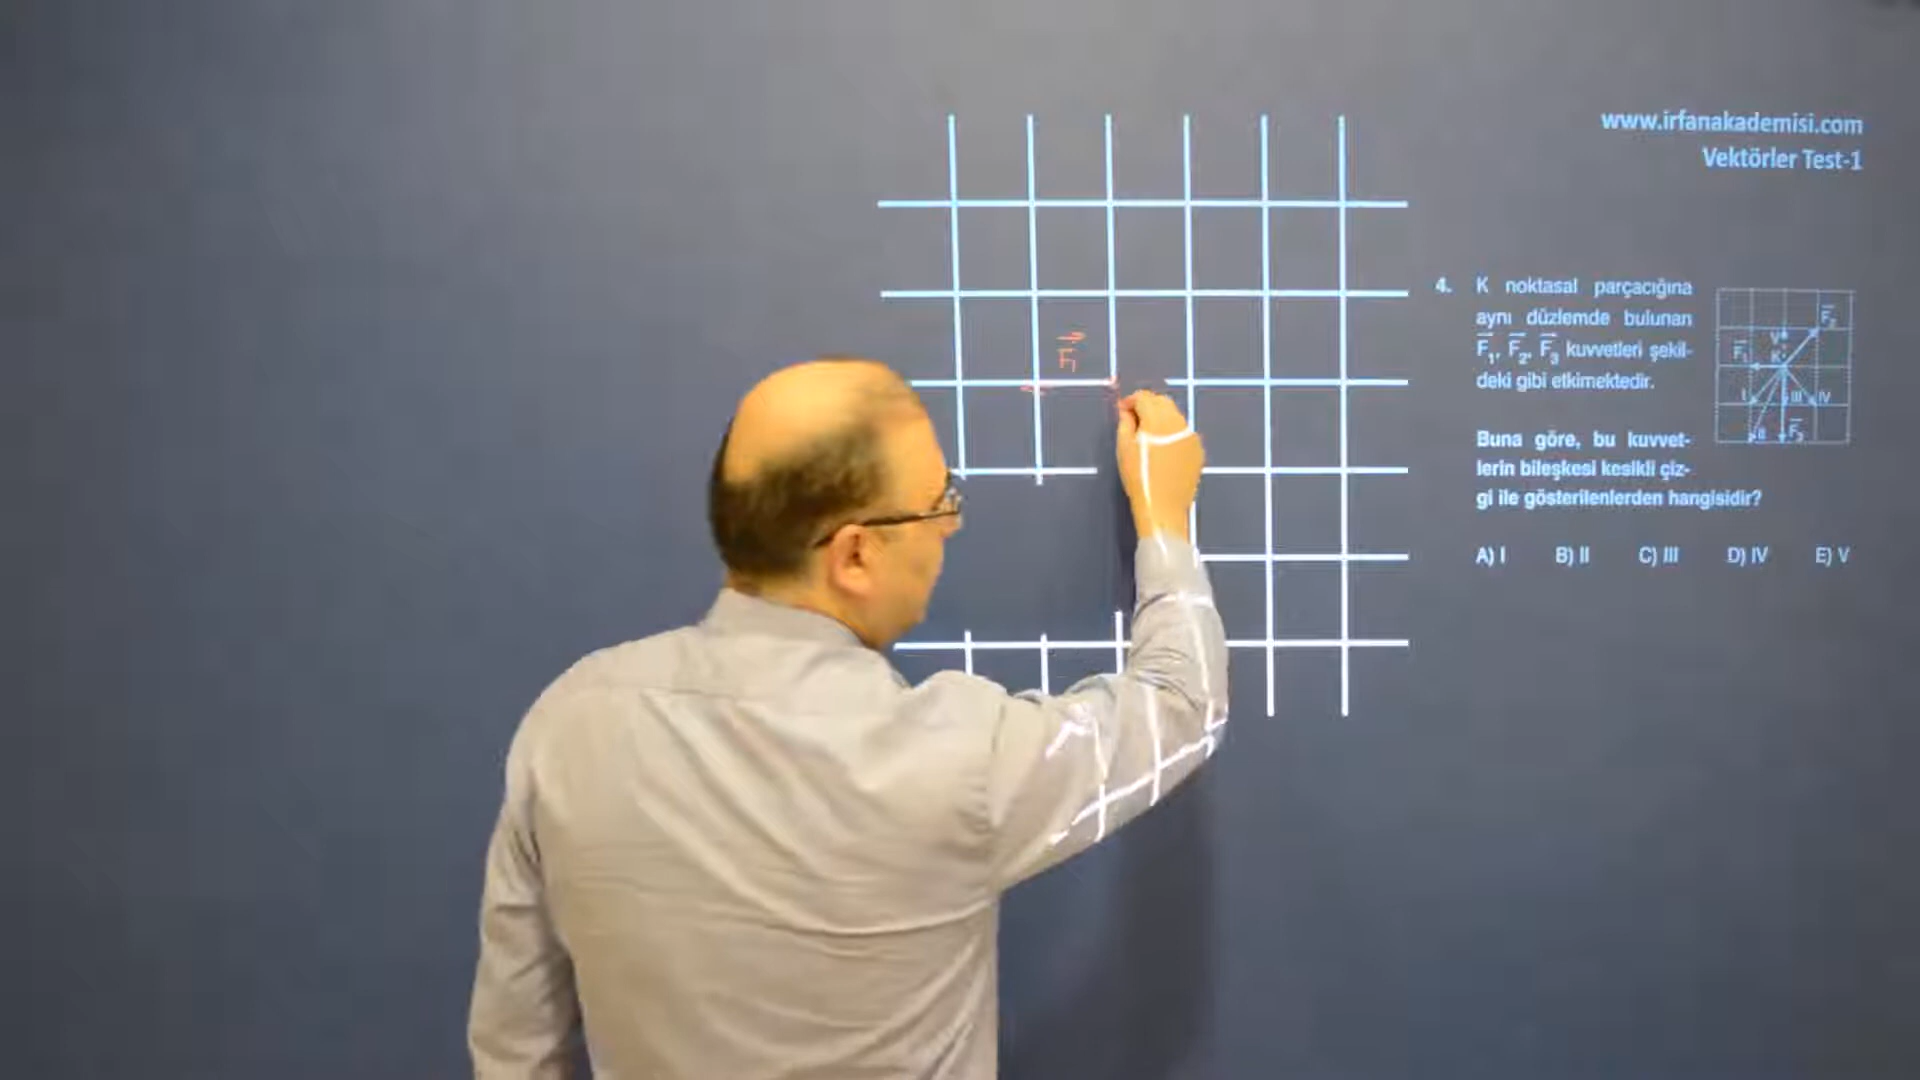 www.irfanakademisi.com
Vektörler Test-1
F₁
4. K noktasal parçacığına
aynı düzlemde bulunan
F₁, F₂, F₃ kuvvetleri şekil-
deki gibi etkimektedir.
Buna göre, bu kuvvet-
lerin bileşkesi kesikli çiz-
gi ile gösterilenlerden hangisidir?
A) I B) II C) III D) IV E) V
F₂
V
F₁ K
I III IV
II F₃